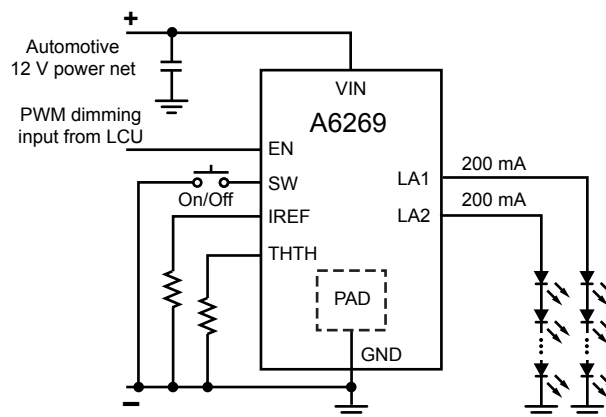 +
Automotive
12 V power net
VIN
A6269
PWM dimming
input from LCU
EN
SW
On/Off
IREF
THTH
LA1
200 mA
LA2
200 mA
PAD
GND
–